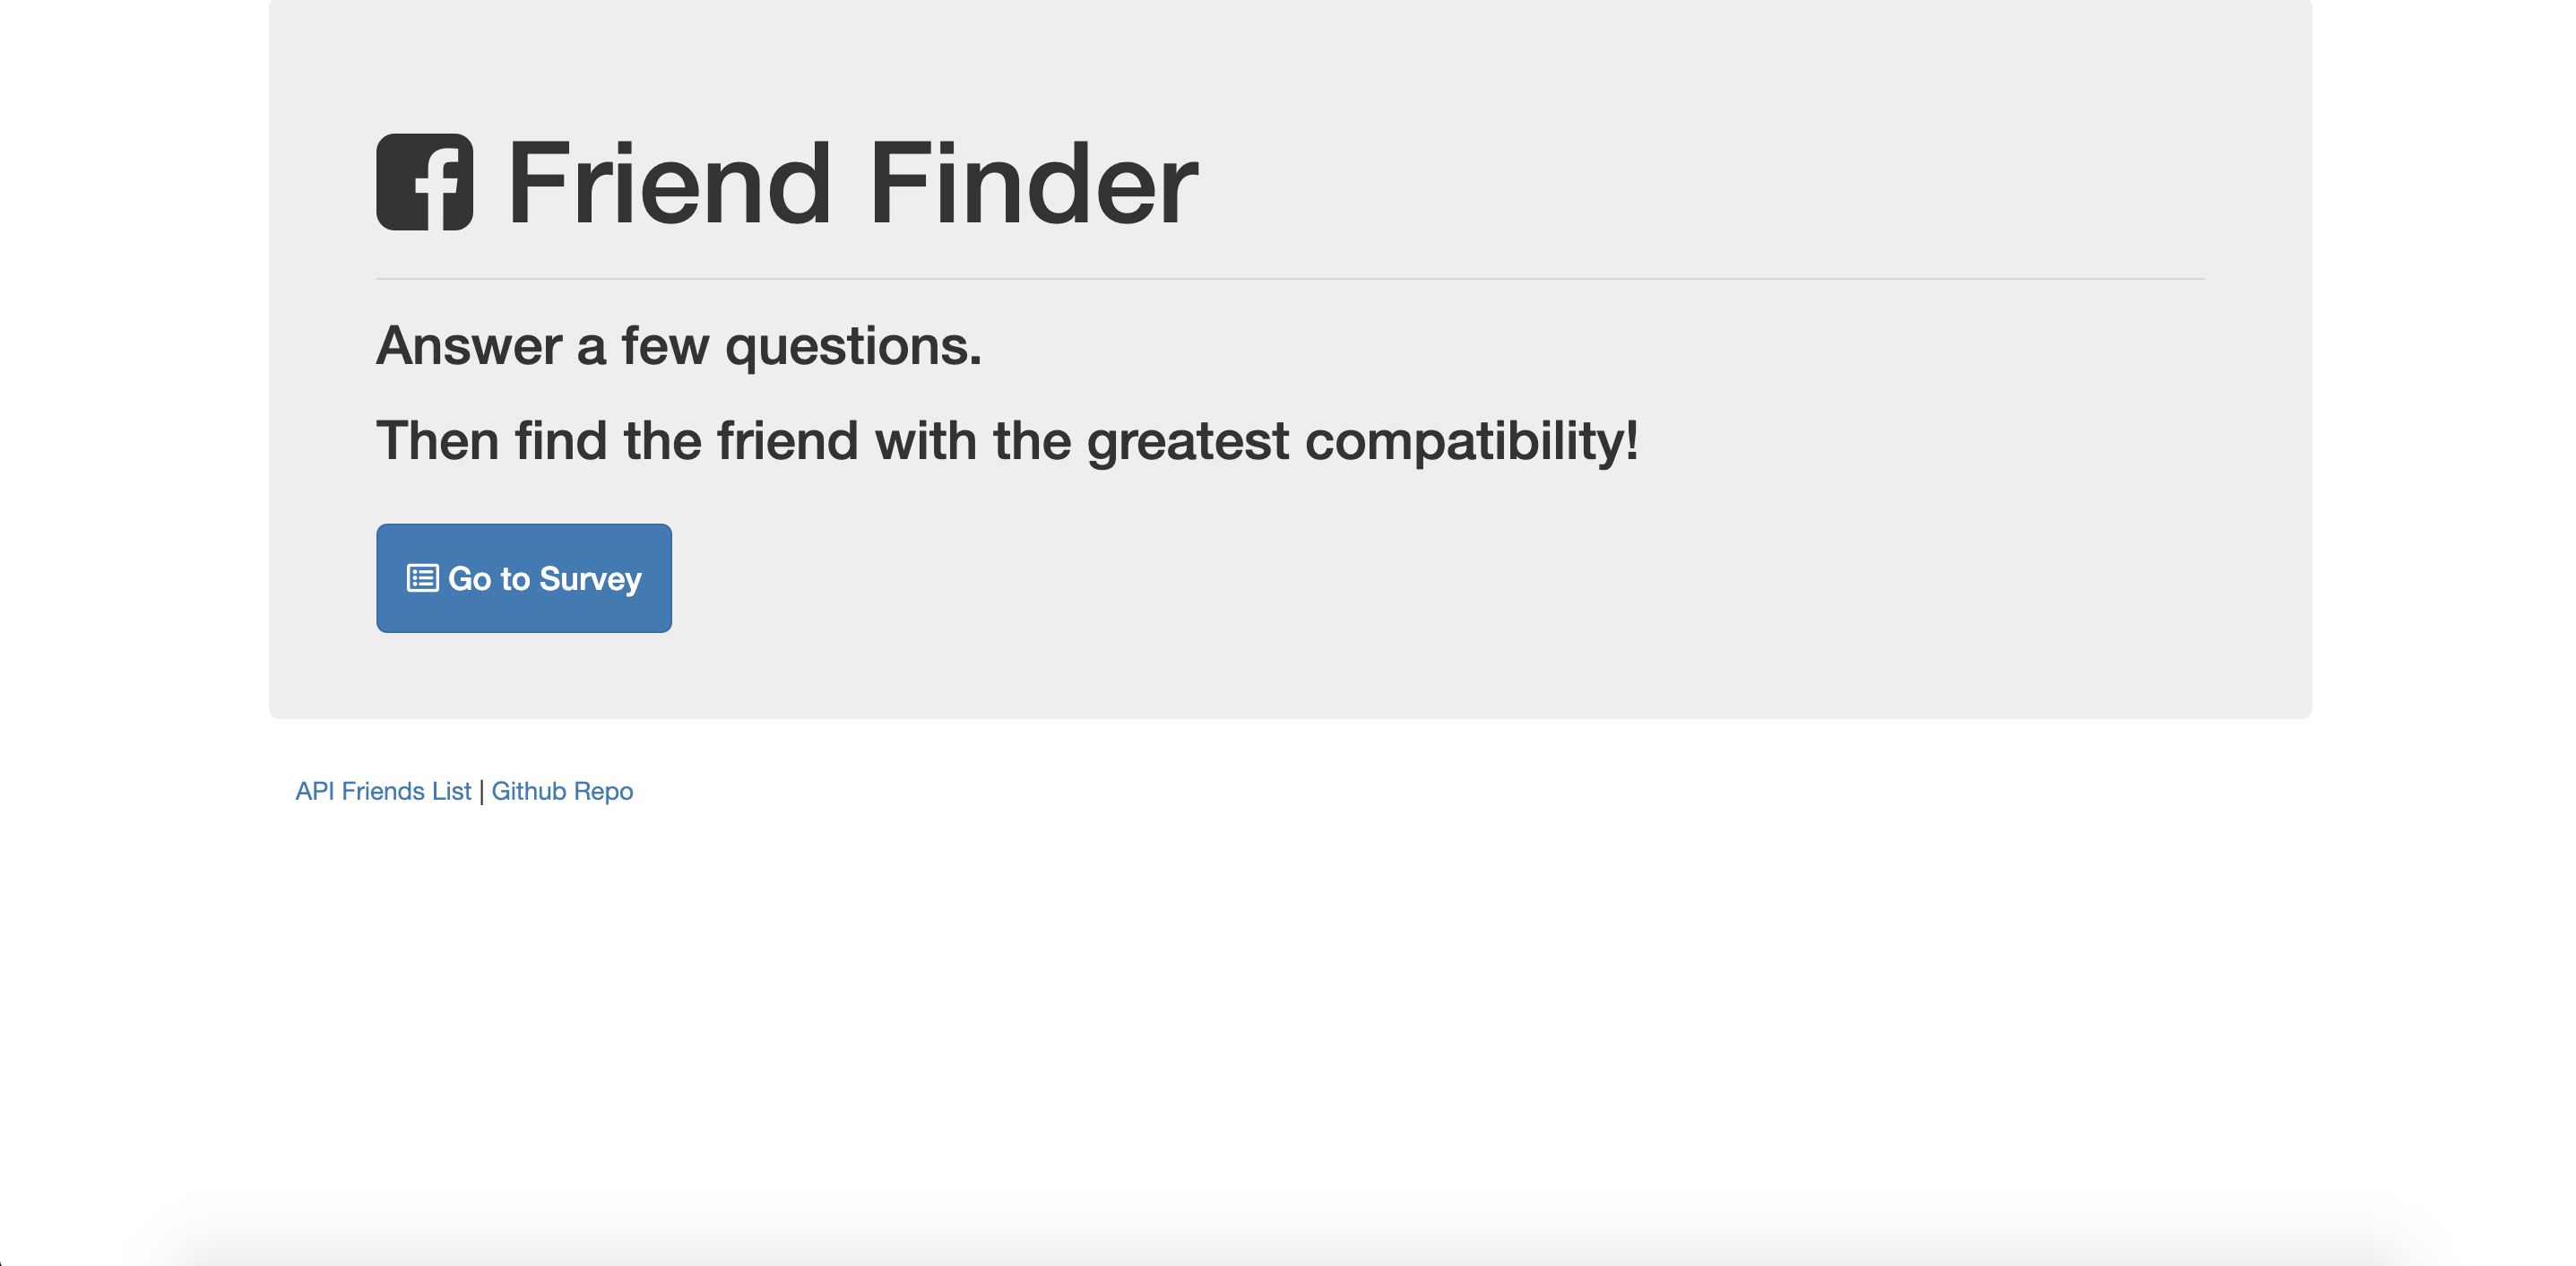 Friend Finder
Answer a few questions.
Then find the friend with the greatest compatibility!
Go to Survey
API Friends List | Github Repo